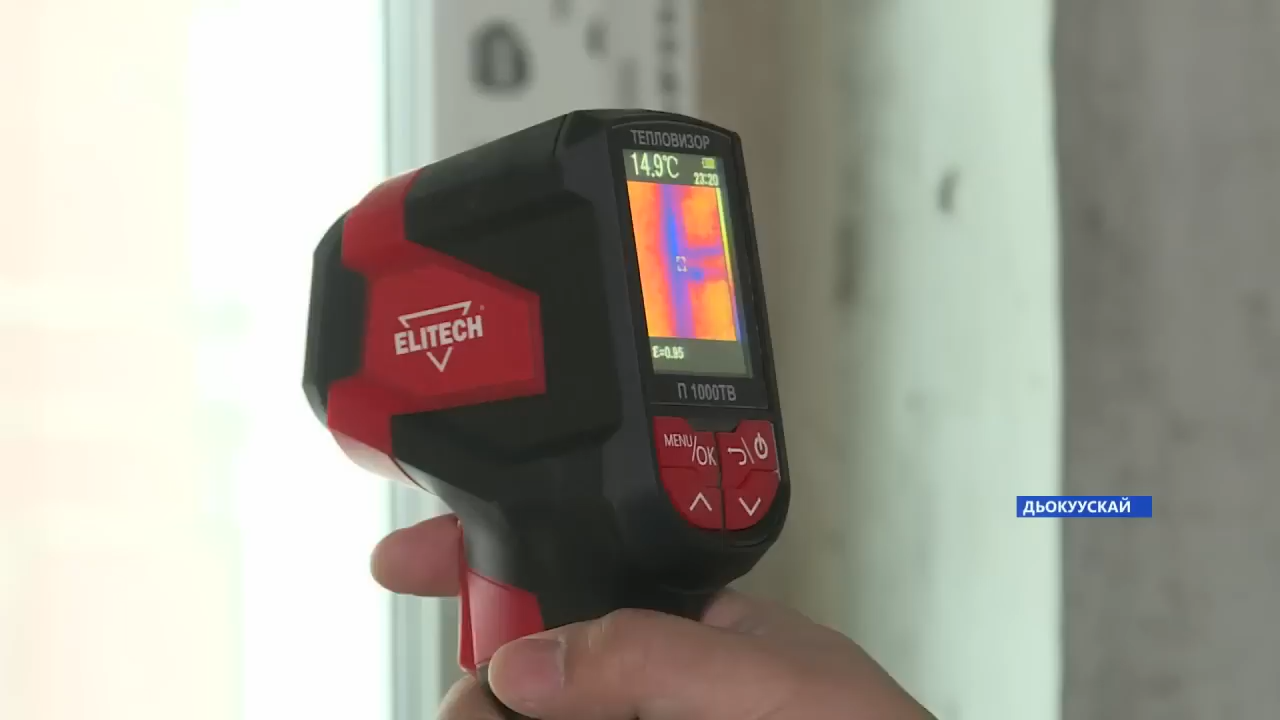 ТЕПЛОВИЗОР
14.9℃
23:20
E=0.95
П 1000ТВ
ELITECH
MENU/OK
ДЬОКУУСКАЙ